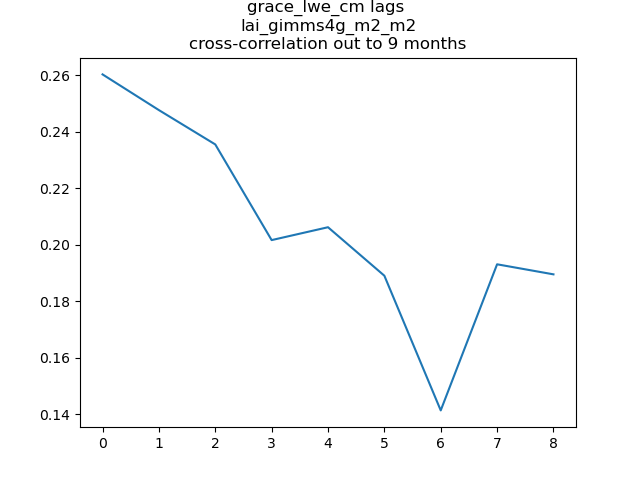 grace_lwe_cm lags
lai_gimms4g_m2_m2
cross-correlation out to 9 months
0.26
0.24
0.22
0.20
0.18
0.16
0.14
0 1 2 3 4 5 6 7 8